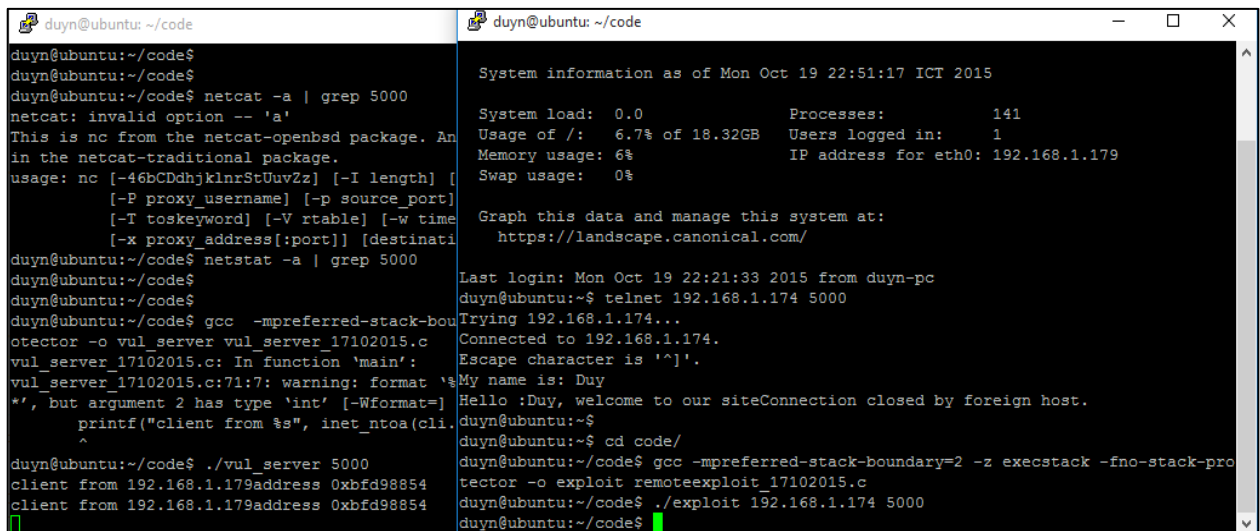 duyn@ubuntu: ~/code
duyn@ubuntu:~/code$
duyn@ubuntu:~/code$
duyn@ubuntu:~/code$ netcat -a | grep 5000
netcat: invalid option -- 'a'
This is nc from the netcat-openbsd package. An
in the netcat-traditional package.
usage: nc [-46bCDdhjklnrStUuvZz] [-I length] [
[-P proxy_username] [-p source_port]
[-T toskeyword] [-V rtable] [-w time
[-x proxy_address[:port]] [destinati
duyn@ubuntu:~/code$ netstat -a | grep 5000
duyn@ubuntu:~/code$
duyn@ubuntu:~/code$
duyn@ubuntu:~/code$ gcc  -mpreferred-stack-bou
otector -o vul_server vul_server_17102015.c
vul_server_17102015.c: In function ‘main’:
vul_server_17102015.c:71:7: warning: format ‘%
*’, but argument 2 has type ‘int’ [-Wformat=]
printf("client from %s", inet_ntoa(cli.
^
duyn@ubuntu:~/code$ ./vul_server 5000
client from 192.168.1.179address 0xbfd98854
client from 192.168.1.179address 0xbfd98854
duyn@ubuntu: ~/code
System information as of Mon Oct 19 22:51:17 ICT 2015
System load:  0.0 Processes: 141
Usage of /:   6.7% of 18.32GB Users logged in: 1
Memory usage: 6% IP address for eth0: 192.168.1.179
Swap usage:   0%
Graph this data and manage this system at:
https://landscape.canonical.com/
Last login: Mon Oct 19 22:21:33 2015 from duyn-pc
duyn@ubuntu:~$ telnet 192.168.1.174 5000
Trying 192.168.1.174...
Connected to 192.168.1.174.
Escape character is '^]'.
My name is: Duy
Hello :Duy, welcome to our siteConnection closed by foreign host.
duyn@ubuntu:~$
duyn@ubuntu:~$ cd code/
duyn@ubuntu:~/code$ gcc -mpreferred-stack-boundary=2 -z execstack -fno-stack-pro
tector -o exploit remoteexploit_17102015.c
duyn@ubuntu:~/code$ ./exploit 192.168.1.174 5000
duyn@ubuntu:~/code$